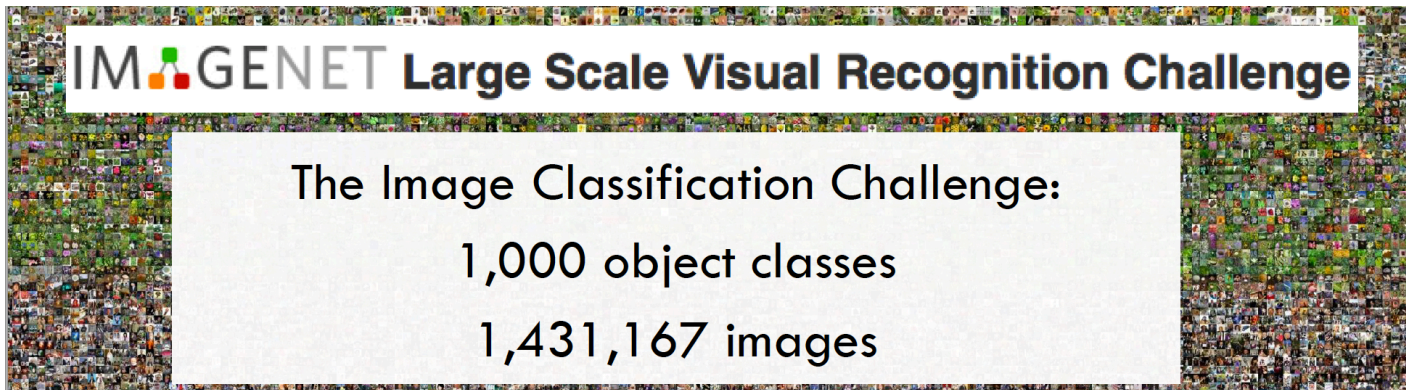 IMAGENET Large Scale Visual Recognition Challenge
The Image Classification Challenge:
1,000 object classes
1,431,167 images